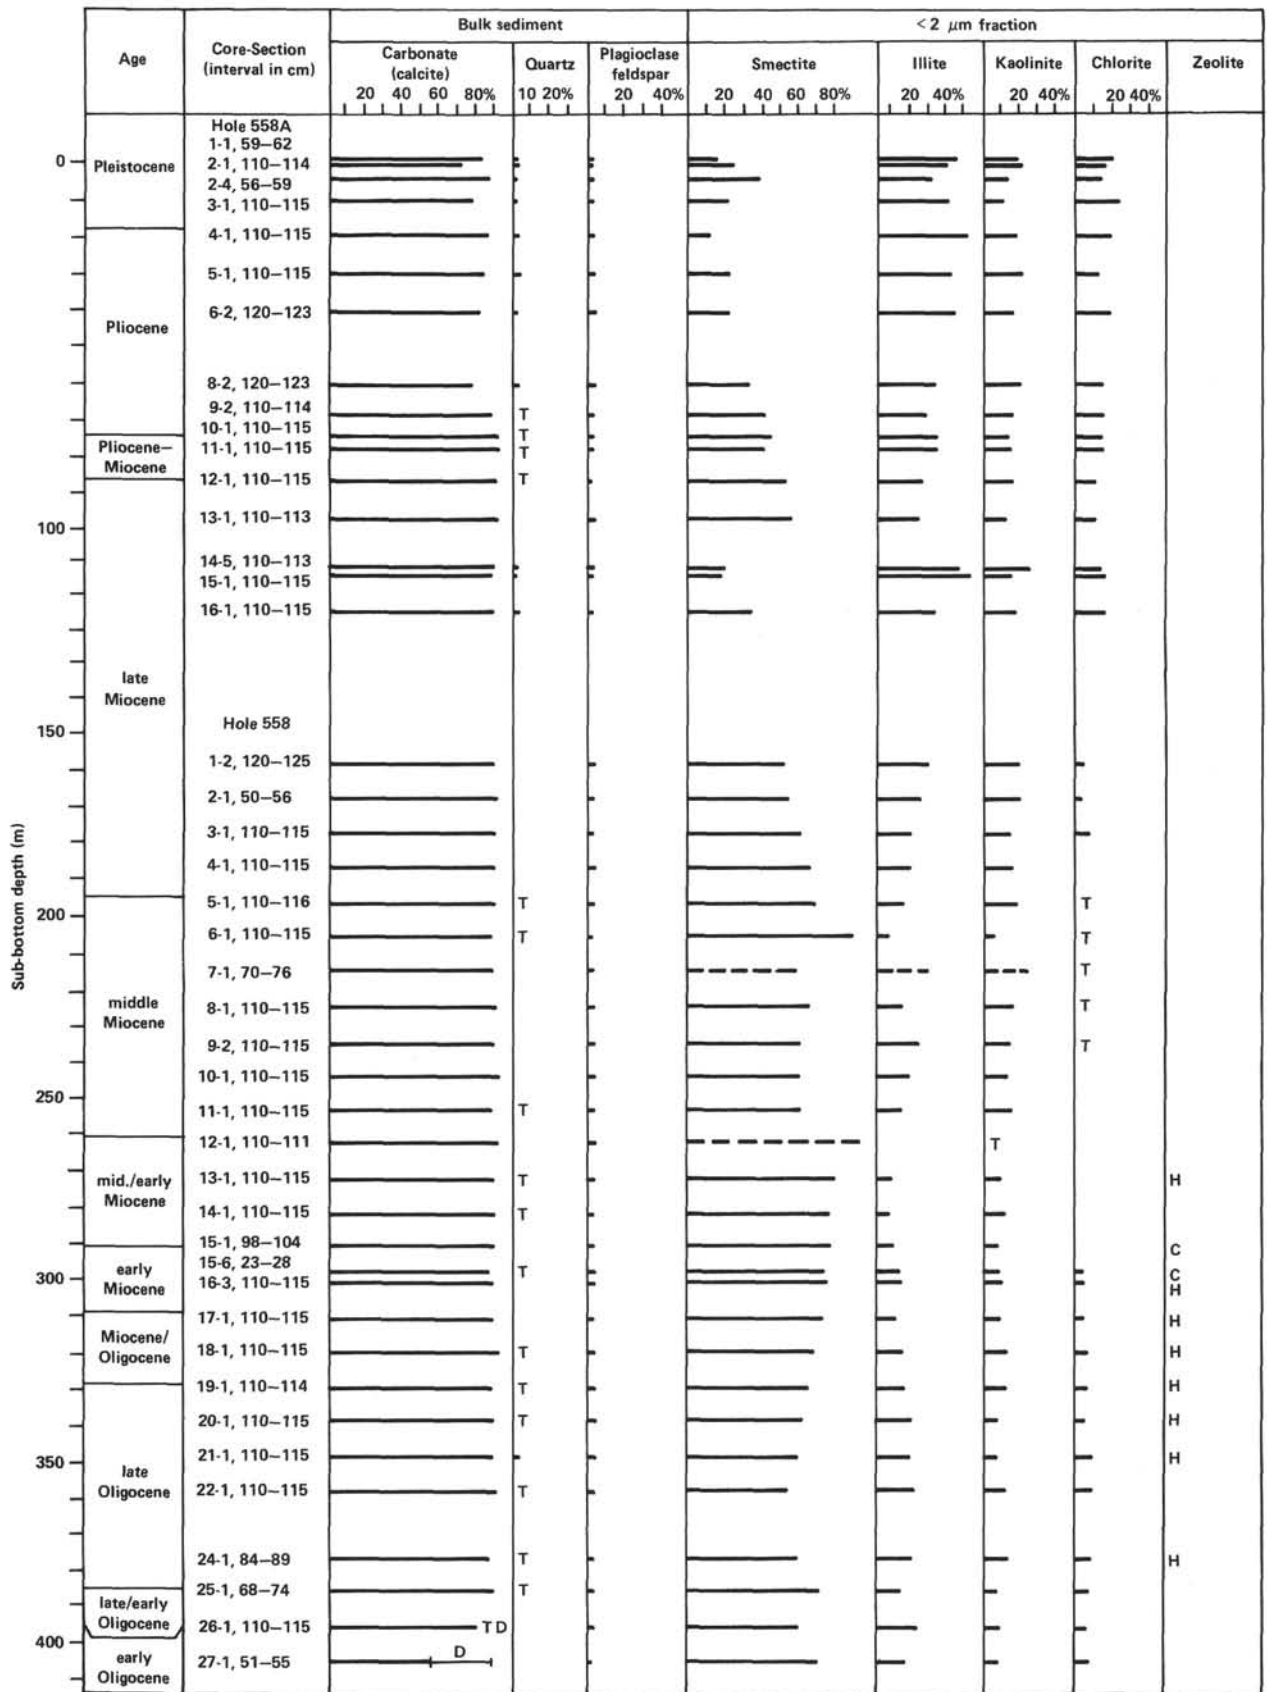 Bulk sediment
< 2 μm fraction
Age
Core-Section
(interval in cm)
Carbonate
(calcite)
Quartz
Plagioclase
feldspar
Smectite
Illite
Kaolinite
Chlorite
Zeolite
20 40 60 80%
10 20%
20 40%
20 40 60 80%
20 40%
20 40%
20 40%
Sub-bottom depth (m)
Hole 558A
1-1, 59–62
0
Pleistocene
2-1, 110–114
2-4, 56–59
3-1, 110–115
4-1, 110–115
5-1, 110–115
6-2, 120–123
Pliocene
8-2, 120–123
9-2, 110–114 T
10-1, 110–115 T
Pliocene–
Miocene
11-1, 110–115 T
12-1, 110–115 T
13-1, 110–113
100
14-5, 110–113
15-1, 110–115
16-1, 110–115
late
Miocene
Hole 558
150
1-2, 120–125
2-1, 50–56
3-1, 110–115
4-1, 110–115
5-1, 110–116 T T
200
6-1, 110–115 T T
7-1, 70–76 T
middle
Miocene
8-1, 110–115 T
9-2, 110–115 T
10-1, 110–115
250
11-1, 110–115 T
12-1, 110–111 T
mid./early
Miocene
13-1, 110–115 T H
14-1, 110–115 T
15-1, 98–104 C
15-6, 23–28 T C
early
Miocene
300
16-3, 110–115 H
17-1, 110–115 H
Miocene/
Oligocene
18-1, 110–115 T H
19-1, 110–114 T H
20-1, 110–115 T H
21-1, 110–115 H
350
late
Oligocene
22-1, 110–115 T
24-1, 84–89 T H
25-1, 68–74 T
late/early
Oligocene
26-1, 110–115 T D
400
early
Oligocene
27-1, 51–55 D